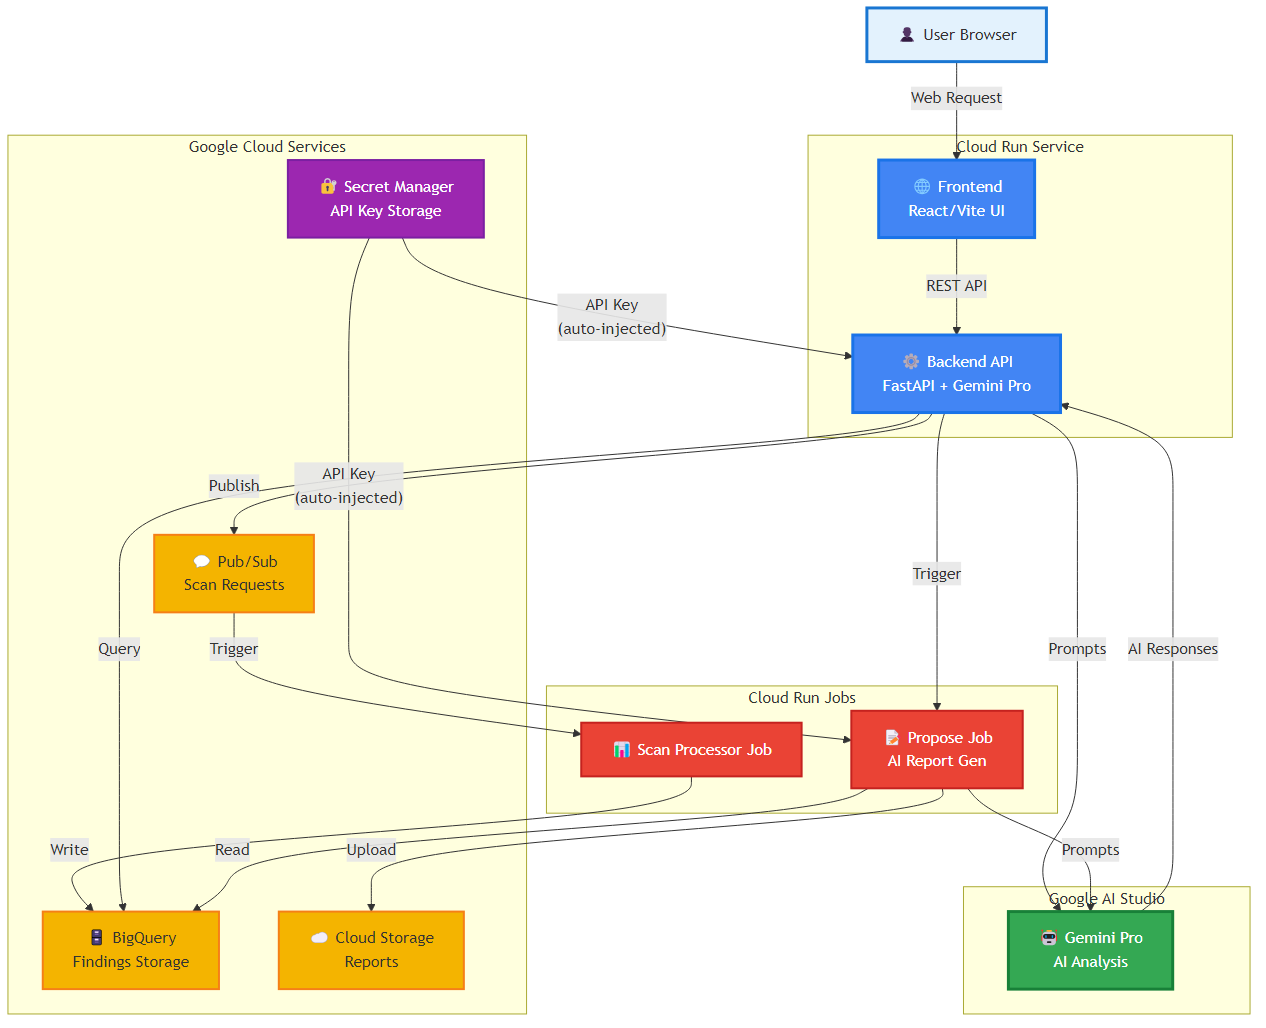 User Browser
Web Request
Google Cloud Services
Cloud Run Service
Secret Manager
API Key Storage
Frontend
React/Vite UI
REST API
API Key
(auto-injected)
Backend API
FastAPI + Gemini Pro
API Key
(auto-injected)
Publish
Pub/Sub
Scan Requests
Trigger
Query
Trigger
Prompts
AI Responses
Cloud Run Jobs
Scan Processor Job
Propose Job
AI Report Gen
Write
Read
Upload
Prompts
Google AI Studio
BigQuery
Findings Storage
Cloud Storage
Reports
Gemini Pro
AI Analysis